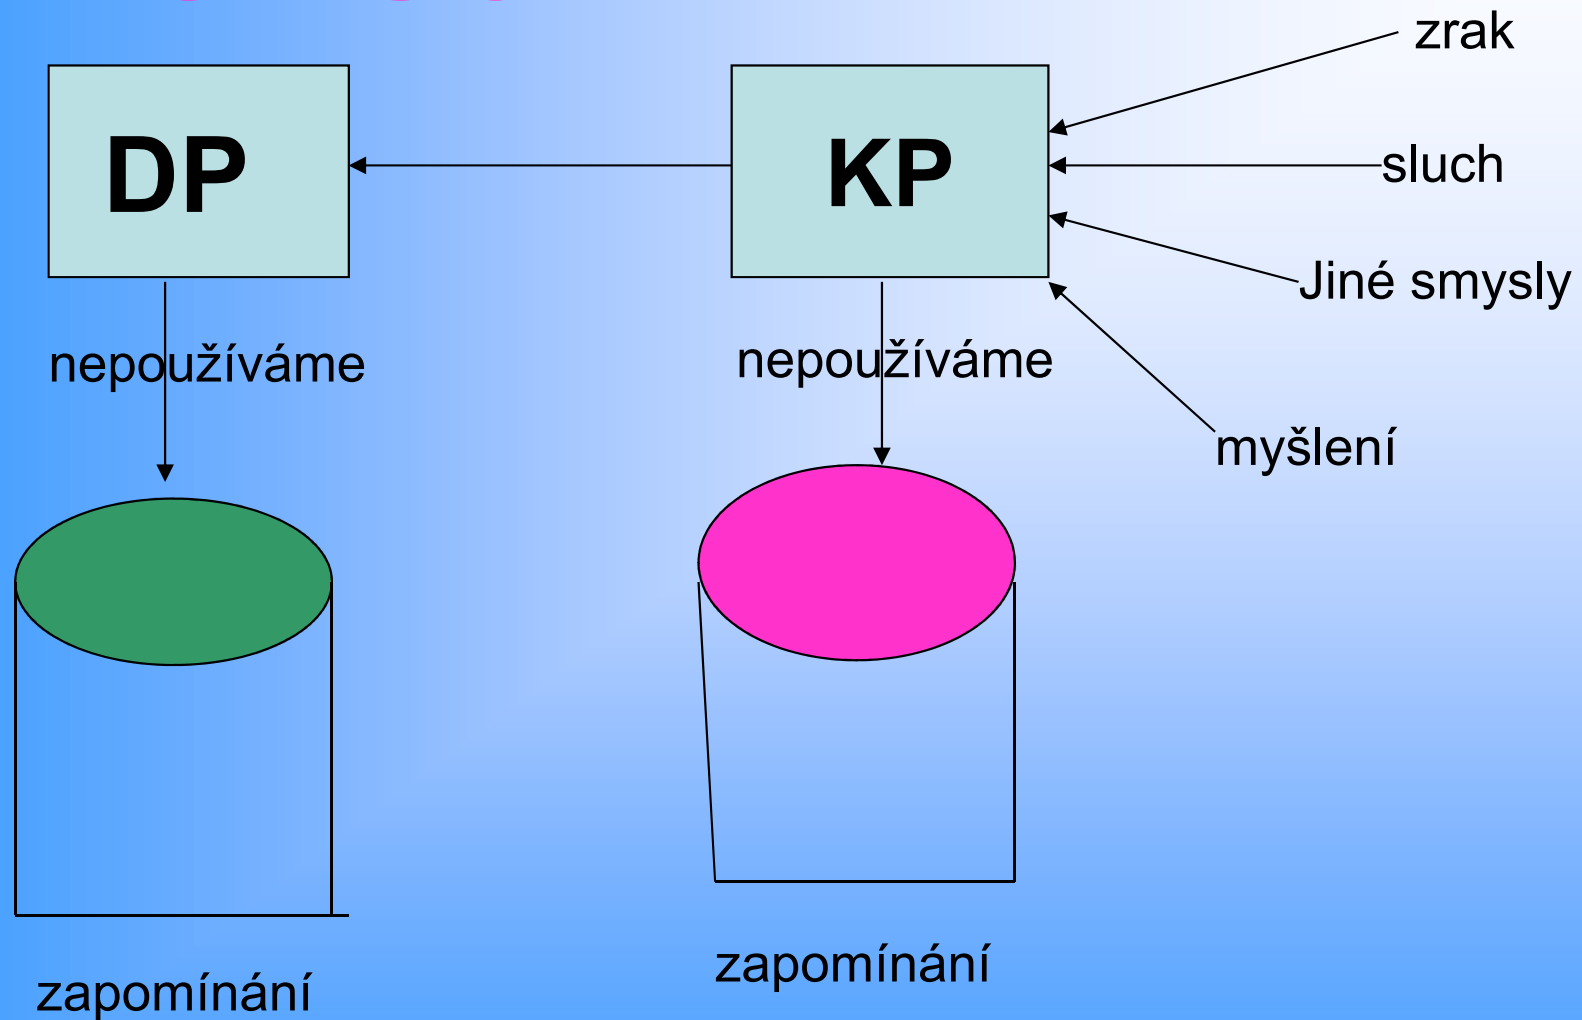 zrak
DP
KP
sluch
Jiné smysly
nepoužíváme
nepoužíváme
myšlení
zapomínání
zapomínání